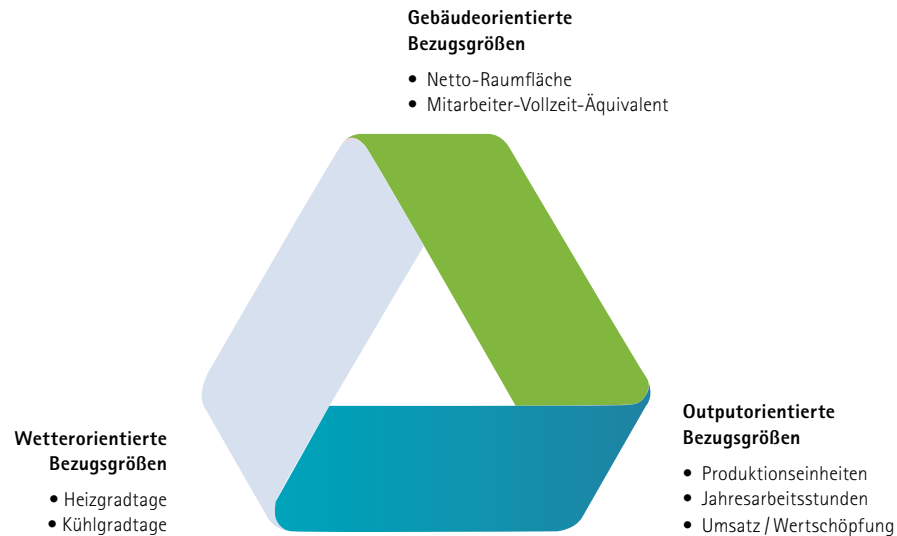 Gebäudeorientierte
Bezugsgrößen
• Netto-Raumfläche
• Mitarbeiter-Vollzeit-Äquivalent
Wetterorientierte
Bezugsgrößen
• Heizgradtage
• Kühlgradtage
Outputorientierte
Bezugsgrößen
• Produktionseinheiten
• Jahresarbeitsstunden
• Umsatz / Wertschöpfung